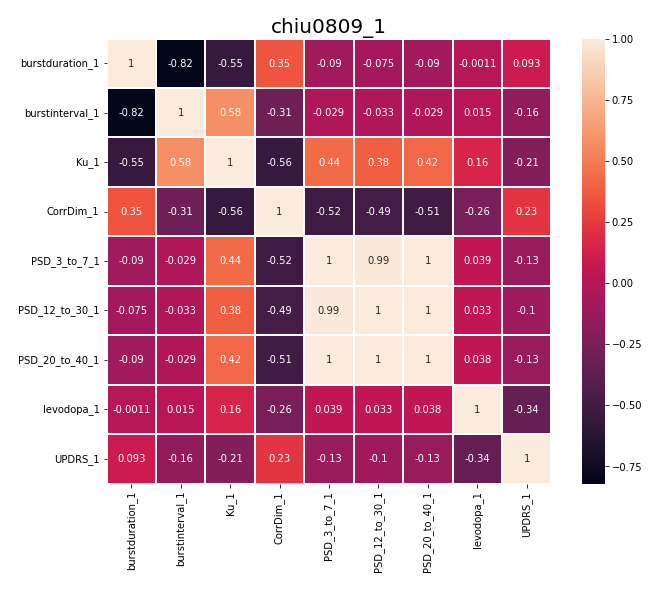 chiu0809_1
burstduration_1 1 -0.82 -0.55 0.35 -0.09 -0.075 -0.09 -0.0011 0.093
burstinterval_1 -0.82 1 0.58 -0.31 -0.029 -0.033 -0.029 0.015 -0.16
Ku_1 -0.55 0.58 1 -0.56 0.44 0.38 0.42 0.16 -0.21
CorrDim_1 0.35 -0.31 -0.56 1 -0.52 -0.49 -0.51 -0.26 0.23
PSD_3_to_7_1 -0.09 -0.029 0.44 -0.52 1 0.99 1 0.039 -0.13
PSD_12_to_30_1 -0.075 -0.033 0.38 -0.49 0.99 1 1 0.033 -0.1
PSD_20_to_40_1 -0.09 -0.029 0.42 -0.51 1 1 1 0.038 -0.13
levodopa_1 -0.0011 0.015 0.16 -0.26 0.039 0.033 0.038 1 -0.34
UPDRS_1 0.093 -0.16 -0.21 0.23 -0.13 -0.1 -0.13 -0.34 1
burstduration_1
burstinterval_1
Ku_1
CorrDim_1
PSD_3_to_7_1
PSD_12_to_30_1
PSD_20_to_40_1
levodopa_1
UPDRS_1
1.00
0.75
0.50
0.25
0.00
−0.25
−0.50
−0.75